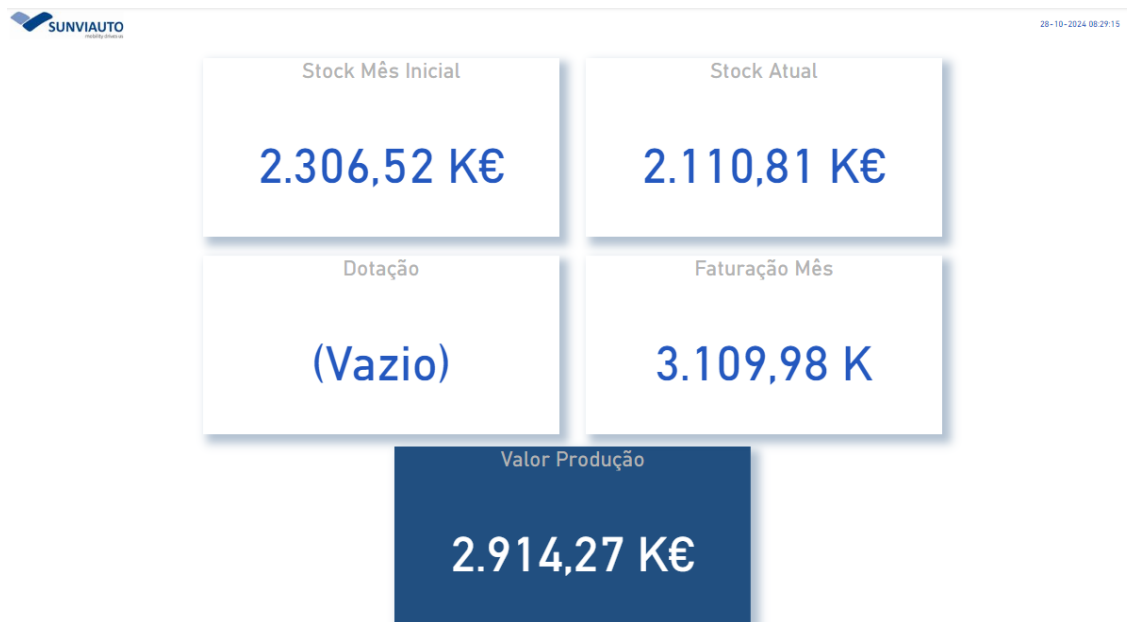 SUNVIAUTO
28-10-2024 08:29:15
Stock Mês Inicial
2.306,52 K€
Stock Atual
2.110,81 K€
Dotação
(Vazio)
Faturação Mês
3.109,98 K
Valor Produção
2.914,27 K€